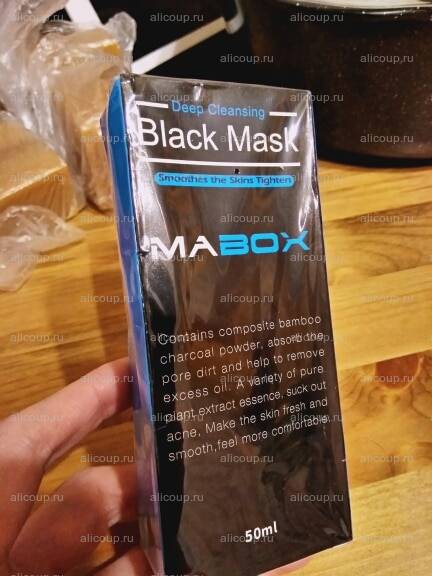 Deep Cleansing
Black Mask
Smoothes the Skins Tighten
MABOX
Contains composite bamboo
charcoal powder, absorb the
pore dirt and help to remove
excess oil. A variety of pure
plant extract essence, suck out
acne, Make the skin fresh and
smooth, feel more comfortable.
50ml
alicoup.ru